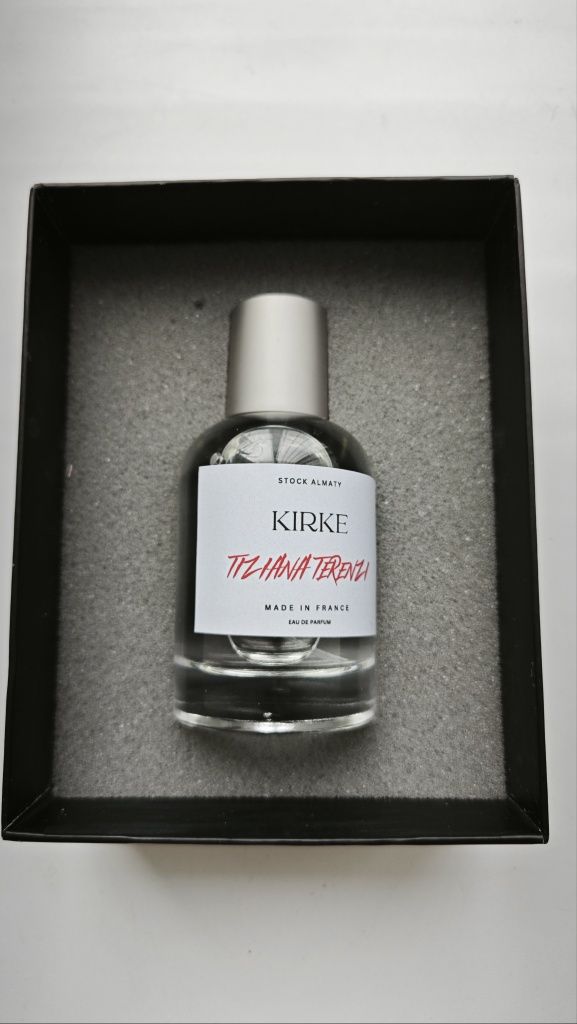 STOCK ALMATY
KIRKE
TIZIANA TERENZI
MADE IN FRANCE
EAU DE PARFUM